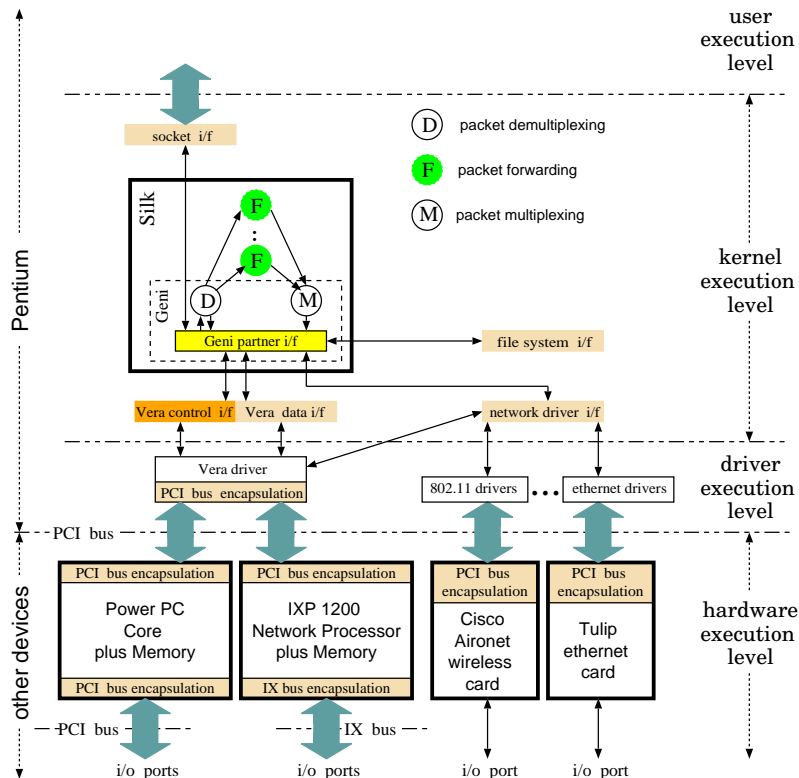 user
execution
level
socket i/f
D packet demultiplexing
F packet forwarding
M packet multiplexing
Silk
F
F
Geni
D
M
Geni partner i/f
file system i/f
kernel
execution
level
Pentium
Vera control i/f
Vera data i/f
network driver i/f
Vera driver
PCI bus encapsulation
802.11 drivers
ethernet drivers
driver
execution
level
PCI bus
PCI bus encapsulation
Power PC
Core
plus Memory
PCI bus encapsulation
PCI bus encapsulation
IXP 1200
Network Processor
plus Memory
IX bus encapsulation
PCI bus
encapsulation
Cisco
Aironet
wireless
card
PCI bus
encapsulation
Tulip
ethernet
card
hardware
execution
level
other devices
PCI bus
IX bus
i/o ports
i/o ports
i/o port
i/o port